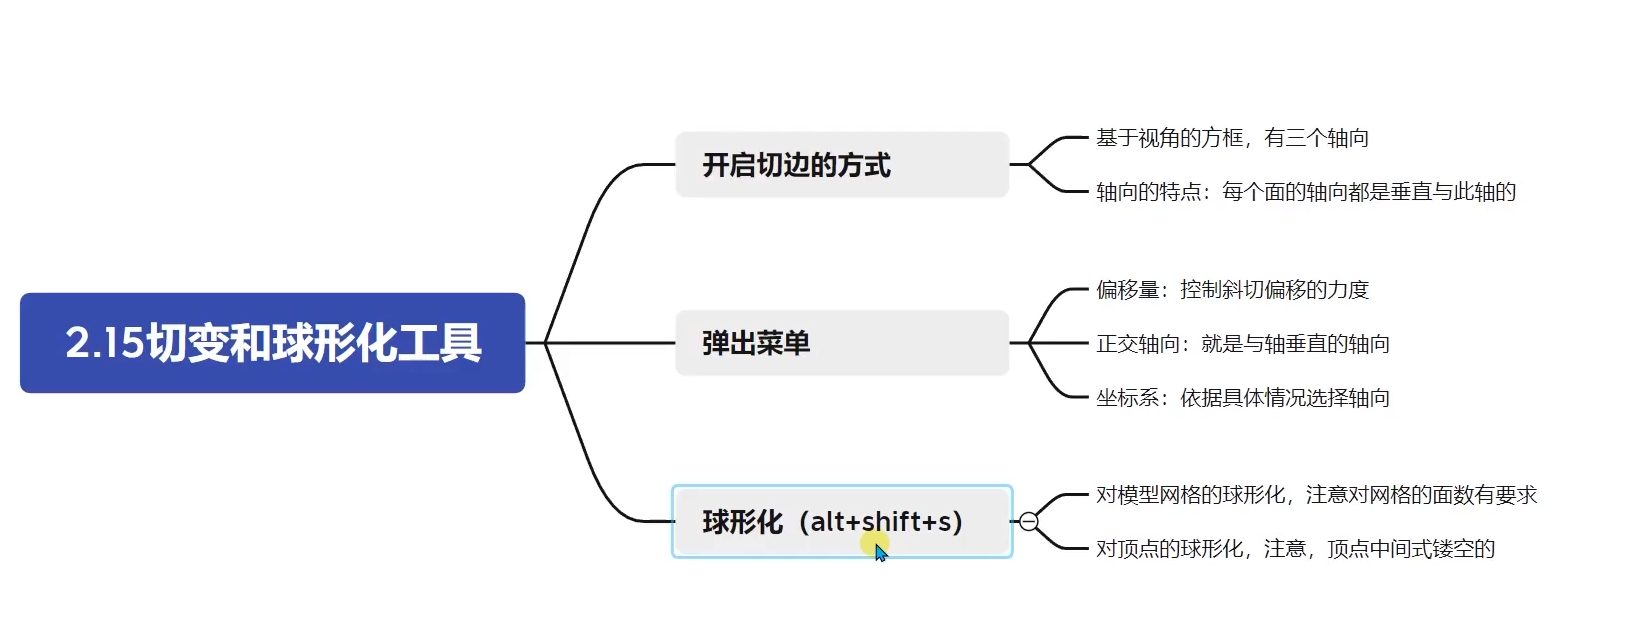 2.15切变和球形化工具
开启切边的方式
基于视角的方框，有三个轴向
轴向的特点：每个面的轴向都是垂直与此轴的
弹出菜单
偏移量：控制斜切偏移的力度
正交轴向：就是与轴垂直的轴向
坐标系：依据具体情况选择轴向
球形化（alt+shift+s）
对模型网格的球形化，注意对网格的面数有要求
对顶点的球形化，注意，顶点中间式镂空的